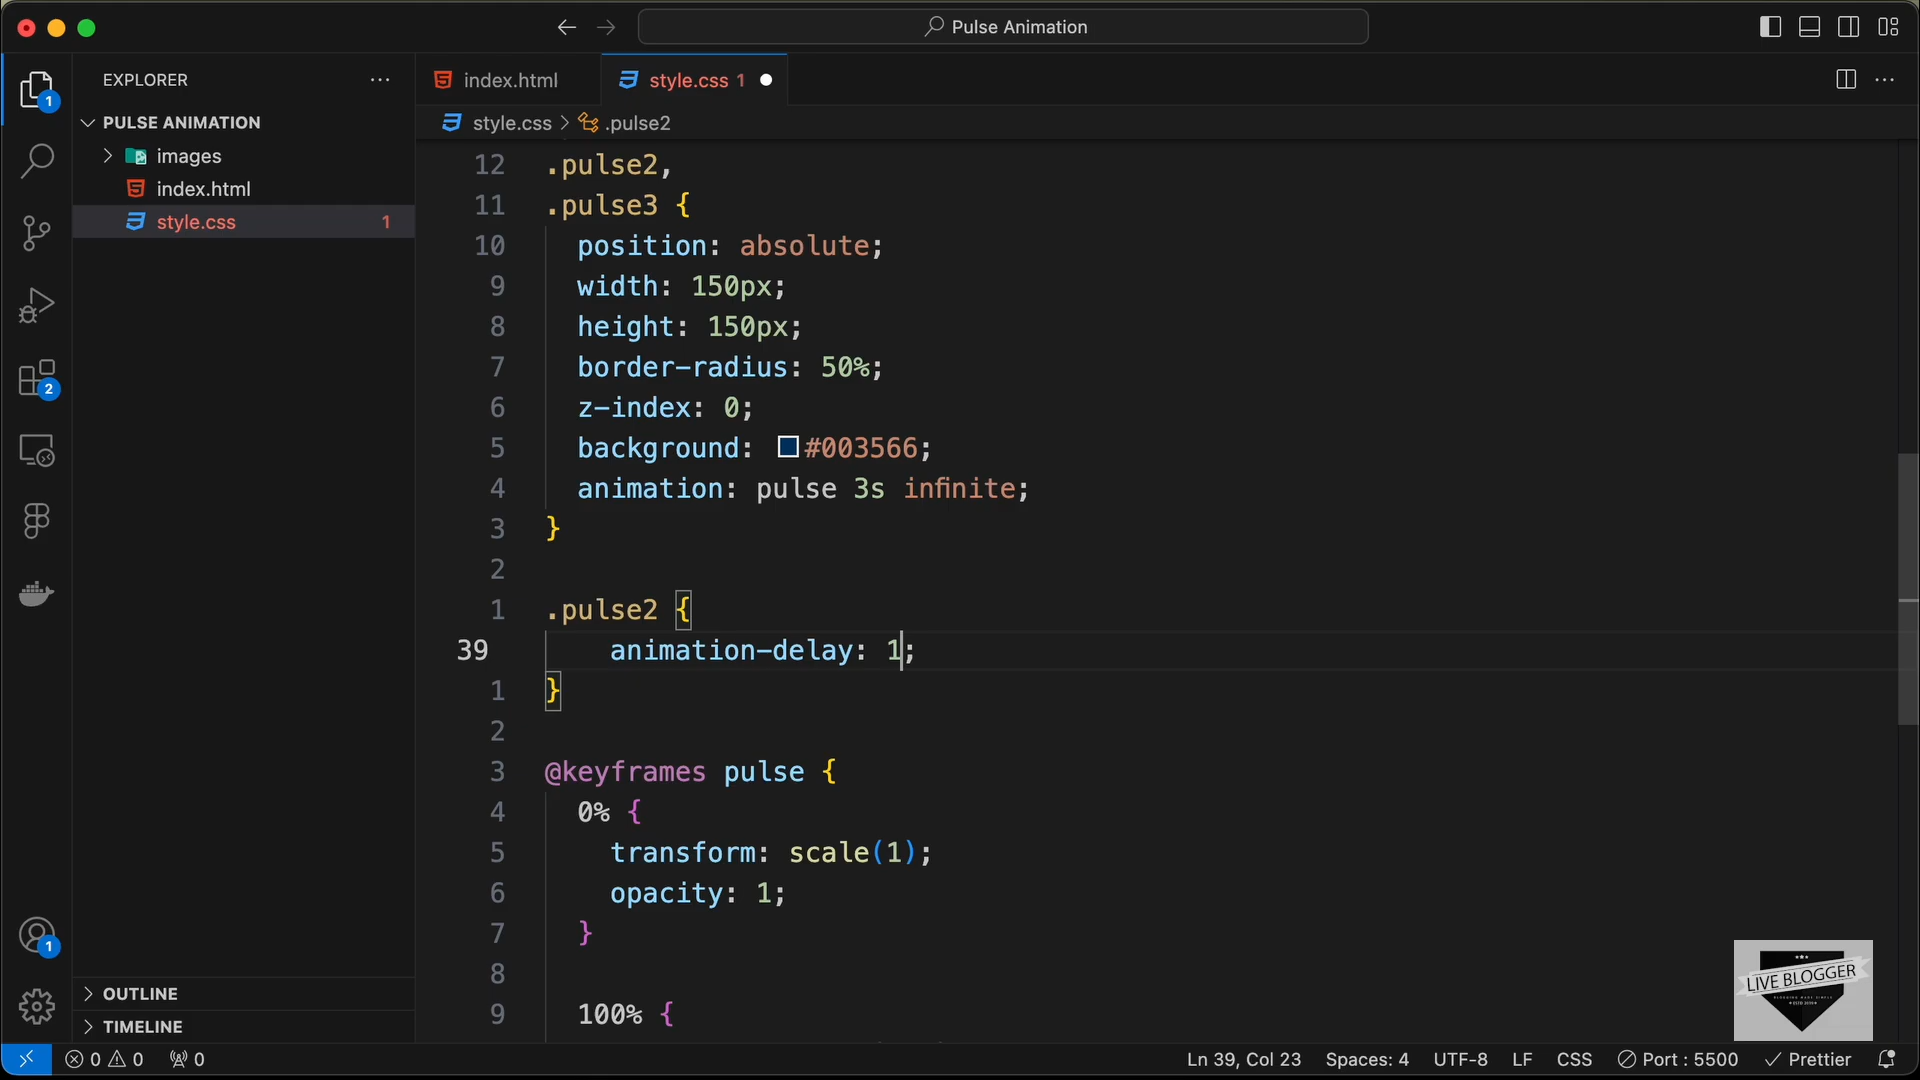 Pulse Animation
EXPLORER
PULSE ANIMATION
images
index.html
style.css 1
OUTLINE
TIMELINE
1
2
1
index.html
style.css 1
style.css > .pulse2
12 .pulse2,
11 .pulse3 {
10 position: absolute;
9 width: 150px;
8 height: 150px;
7 border-radius: 50%;
6 z-index: 0;
5 background: #003566;
4 animation: pulse 3s infinite;
3 }
2
1 .pulse2 {
39 animation-delay: 1;
1 }
2
3 @keyframes pulse {
4 0% {
5 transform: scale(1);
6 opacity: 1;
7 }
8
9 100% {
LIVE BLOGGER
0 0 0
Ln 39, Col 23 Spaces: 4 UTF-8 LF CSS Port : 5500 Prettier